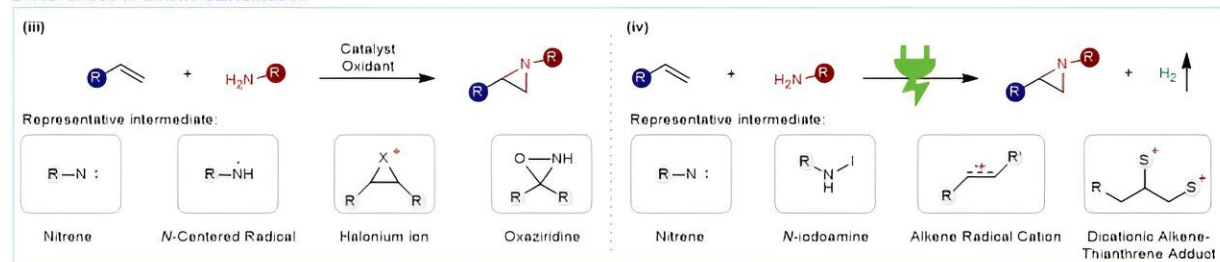 (iii)
R
+
H2N
R
Catalyst
Oxidant
R
N
R
Representative intermediate:
R–N :
R–NH
X
+
R
R
O–NH
R
R
Nitrene
N-Centered Radical
Halonium ion
Oxaziridine
(iv)
R
+
H2N
R
R
N
R
+
H2
Representative intermediate:
R–N :
R
N
H
I
R
+
R'
R
S
+
S
+
Nitrene
N-iodoamine
Alkene Radical Cation
Dicationic Alkene-
Thianthrene Adduct